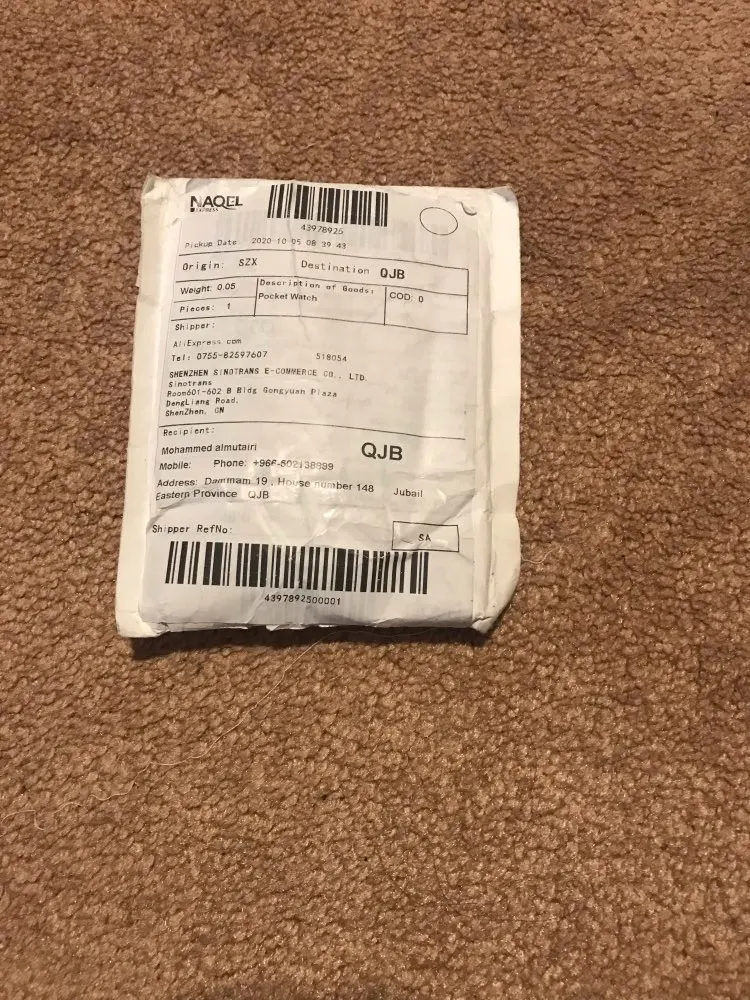 NAQEL
EXPRESS
43978925
Pickup Date: 2020-10-05 08:39:43
Origin: SZX Destination QJB
Weight: 0.05 Description of Goods: COD: 0
Pocket Watch
Pieces: 1
Shipper:
AliExpress.com
Tel: 0755-82597607 518054
SHENZHEN SINOTRANS E-COMMERCE CO., LTD.
Sinotrans
Room601-602 B Bldg Gongyuan Plaza
DengLiang Road,
ShenZhen, CN
Recipient:
Mohammed almutairi QJB
Mobile: Phone: +966-502138899
Address: Dammam 19 , House number 148 Jubail
Eastern Province QJB
Shipper RefNo:
SA
4397892500001